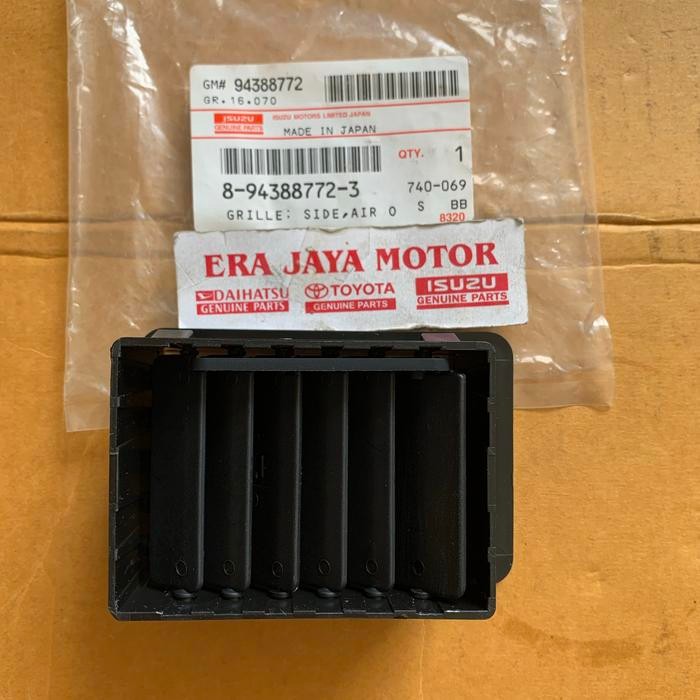 GM# 94388772
GR.16.070
ISUZU GENUINE PARTS
ISUZU MOTORS LIMITED JAPAN
MADE IN JAPAN
QTY. 1
8-94388772-3 740-069
GRILLE; SIDE,AIR O S BB
8320
ERA JAYA MOTOR
DAIHATSU TOYOTA ISUZU
GENUINE PARTS GENUINE PARTS GENUINE PARTS